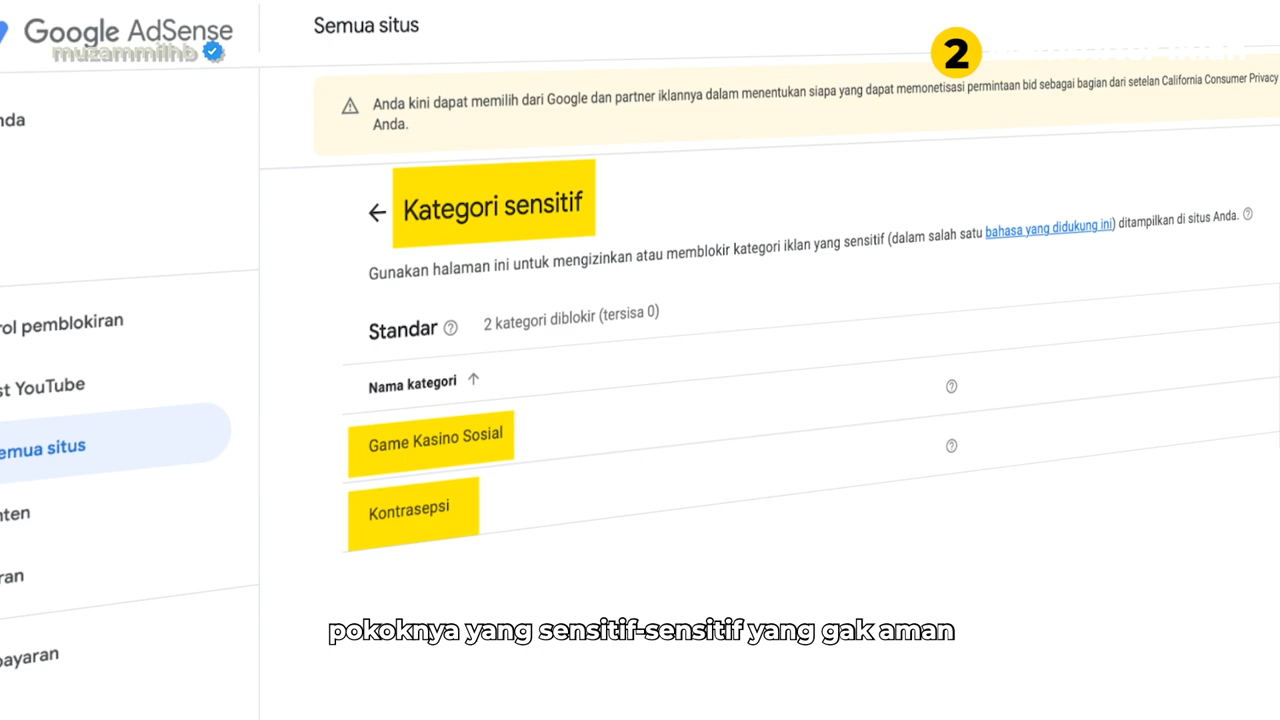 Google AdSense
muzammilhb
Semua situs
2
Anda kini dapat memilih dari Google dan partner iklannya dalam menentukan siapa yang dapat memonetisasi permintaan bid sebagai bagian dari setelan California Consumer Privacy
Anda.
nda
Kategori sensitif
Gunakan halaman ini untuk mengizinkan atau memblokir kategori iklan yang sensitif (dalam salah satu bahasa yang didukung ini) ditampilkan di situs Anda.
rol pemblokiran
Standar 2 kategori diblokir (tersisa 0)
st YouTube
Nama kategori
emua situs
Game Kasino Sosial
nten
Kontrasepsi
ran
payaran
pokoknya yang sensitif-sensitif yang gak aman